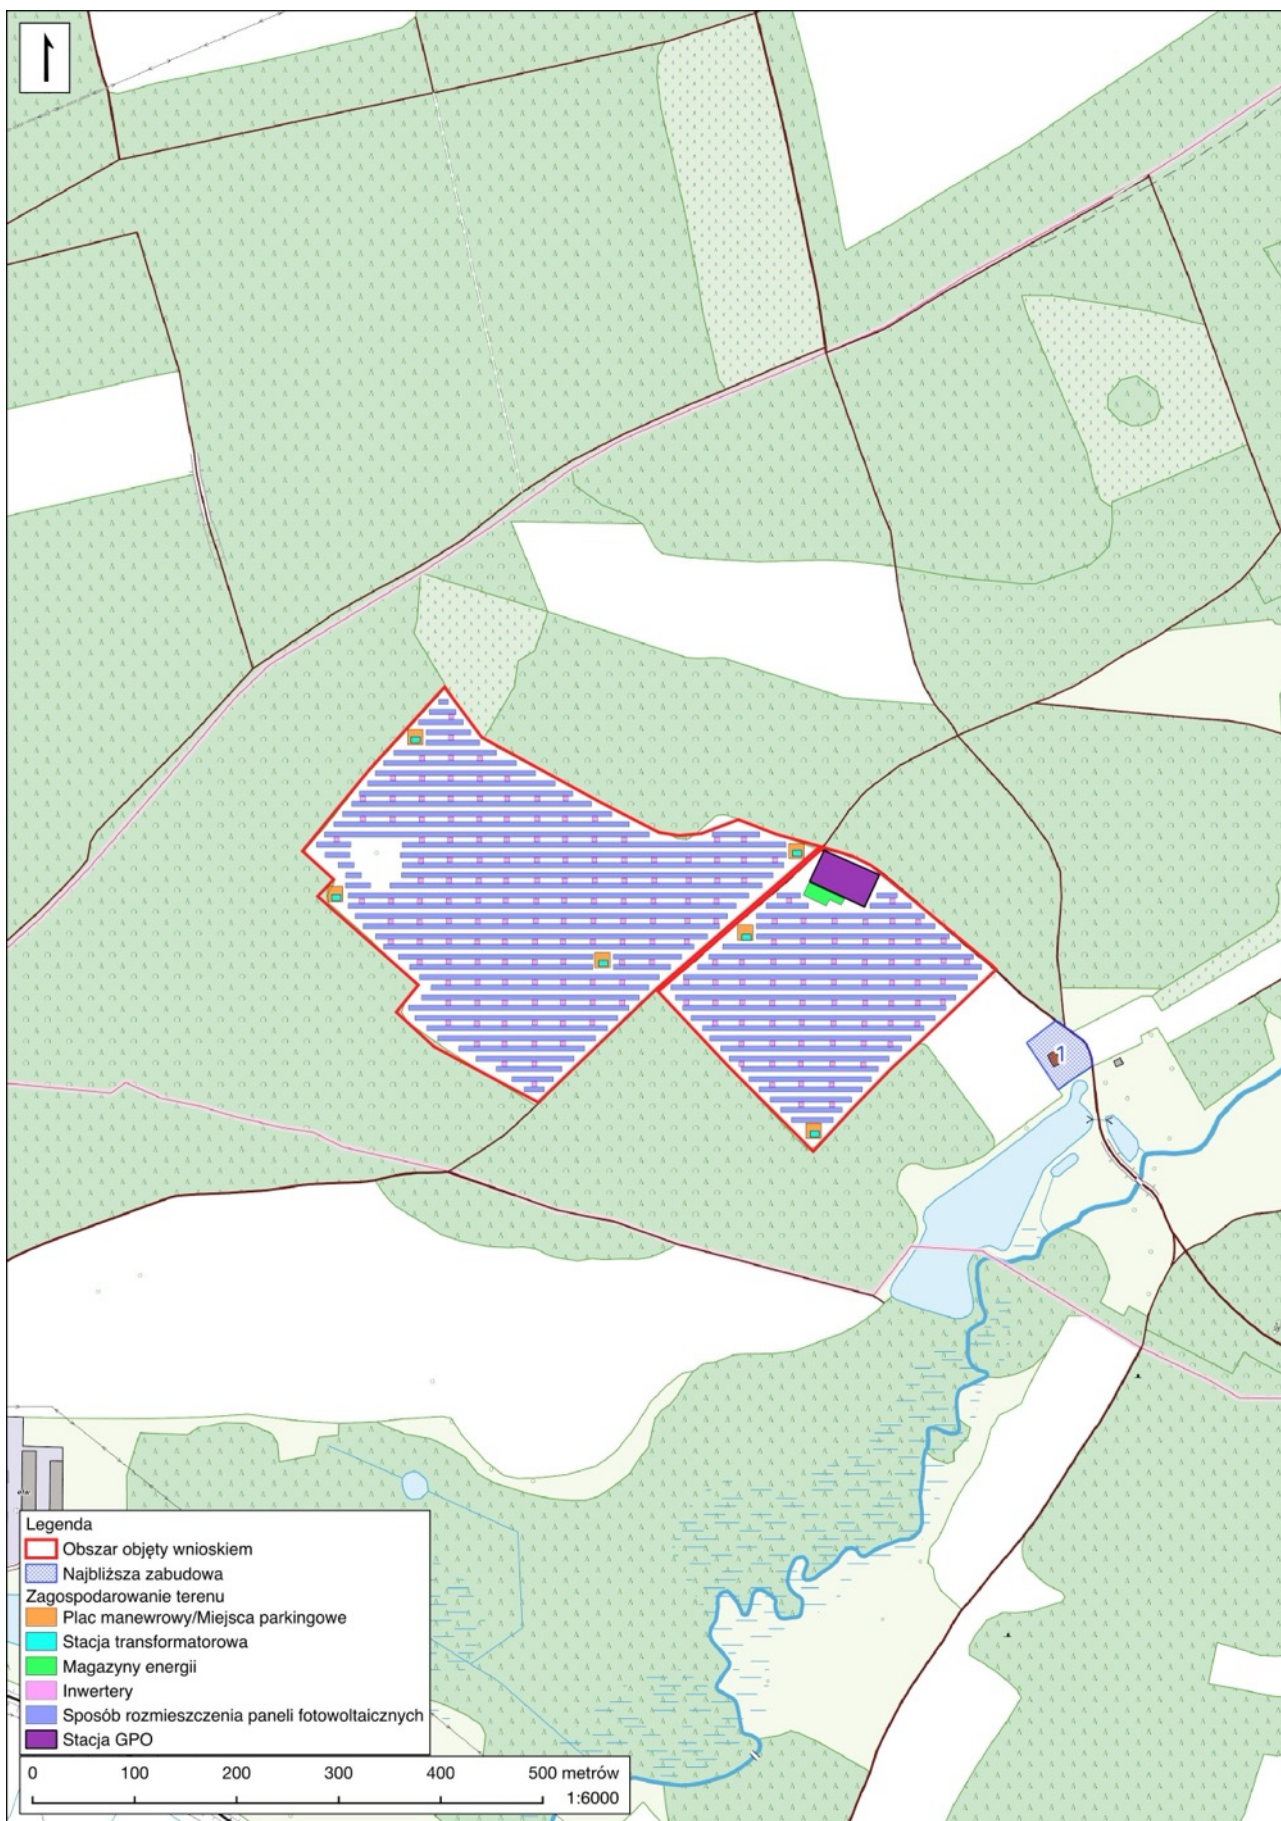 1
Legenda
Obszar objęty wnioskiem
Najbliższa zabudowa
Zagospodarowanie terenu
Plac manewrowy/Miejsca parkingowe
Stacja transformatorowa
Magazyny energii
Inwertery
Sposób rozmieszczenia paneli fotowoltaicznych
Stacja GPO
0 100 200 300 400 500 metrów
1:6000